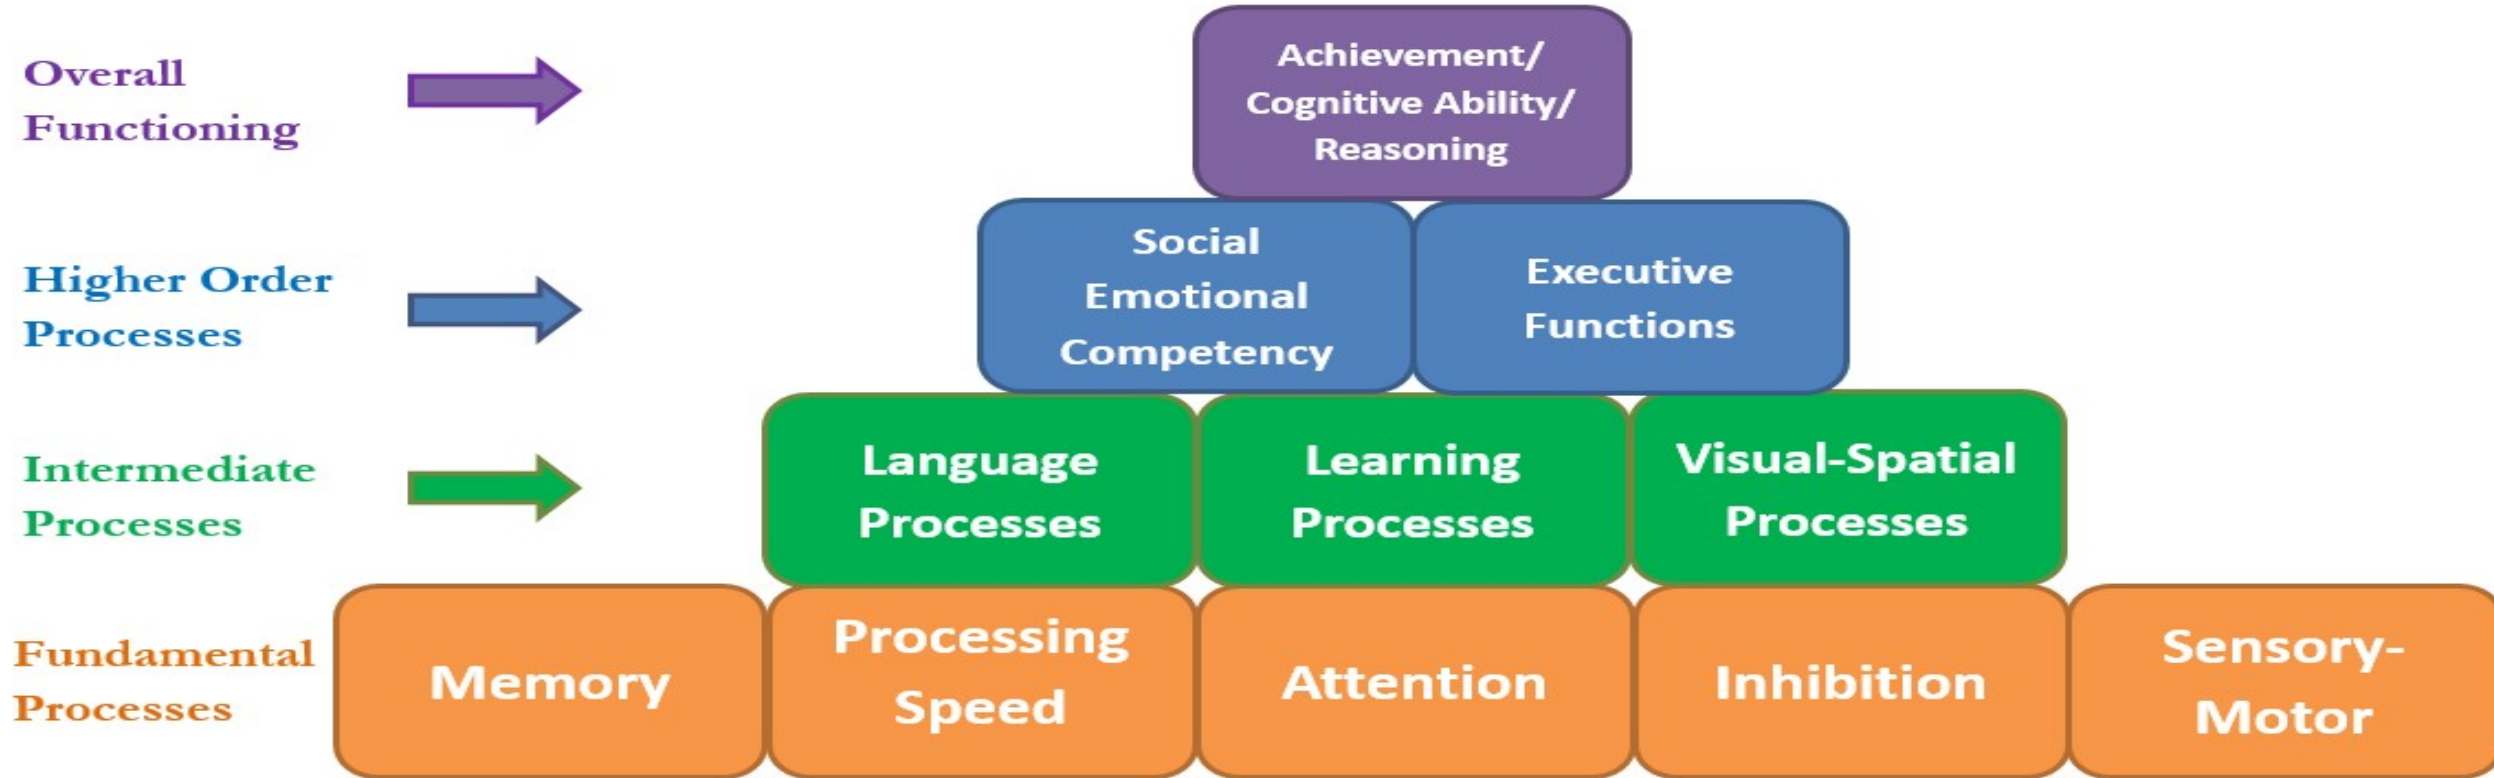 Overall
Functioning
Achievement/
Cognitive Ability/
Reasoning
Higher Order
Processes
Social
Emotional
Competency
Executive
Functions
Intermediate
Processes
Language
Processes
Learning
Processes
Visual-Spatial
Processes
Fundamental
Processes
Memory
Processing
Speed
Attention
Inhibition
Sensory-
Motor